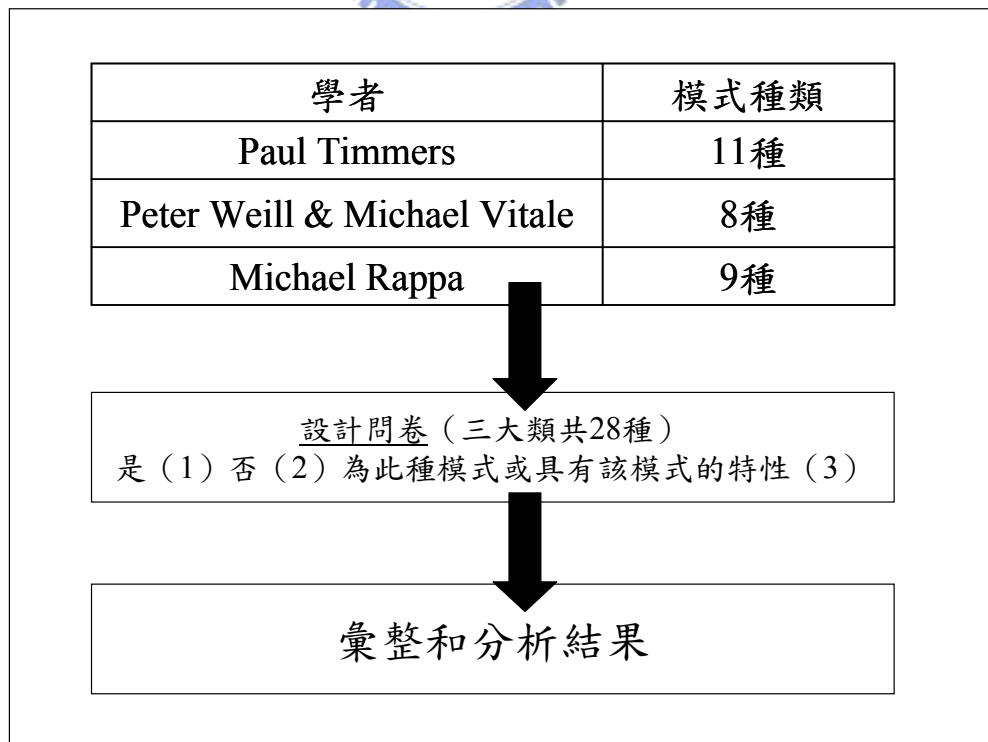 學者 模式種類
Paul Timmers 11種
Peter Weill & Michael Vitale 8種
Michael Rappa 9種
設計問卷（三大類共28種）
是（1）否（2）為此種模式或具有該模式的特性（3）
彙整和分析結果